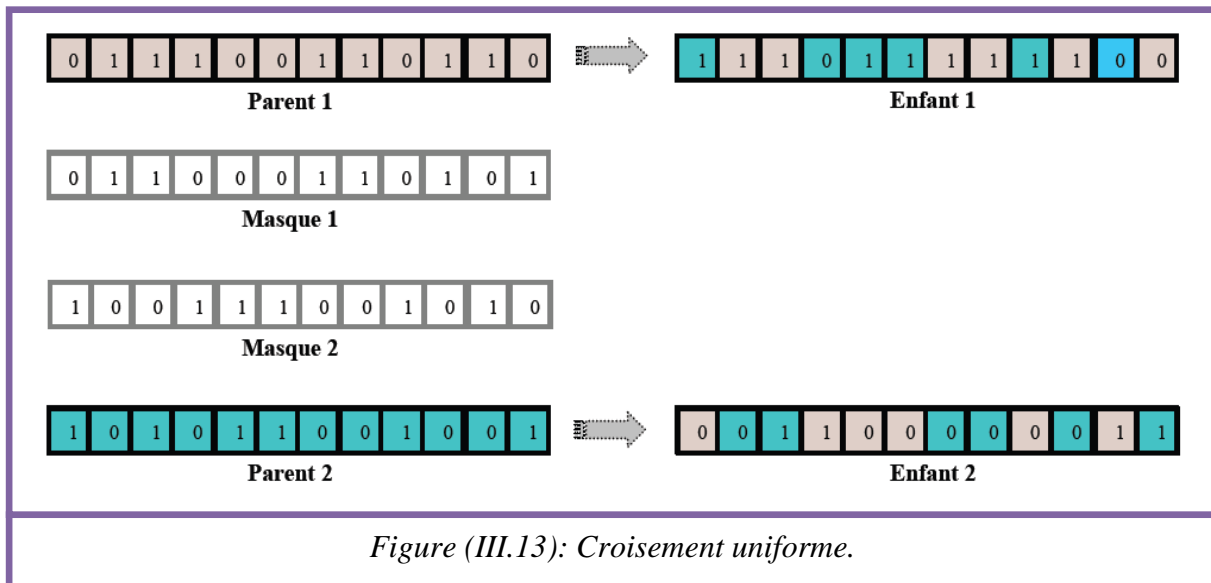 0 1 1 1 0 0 1 1 0 1 1 0
1 1 1 0 1 1 1 1 1 1 0 0
Parent 1
Enfant 1
0 1 1 0 0 0 1 1 0 1 0 1
Masque 1
1 0 0 1 1 1 0 0 1 0 1 0
Masque 2
1 0 1 0 1 1 0 0 1 0 0 1
0 0 1 1 0 0 0 0 0 0 1 1
Parent 2
Enfant 2
Figure (III.13): Croisement uniforme.